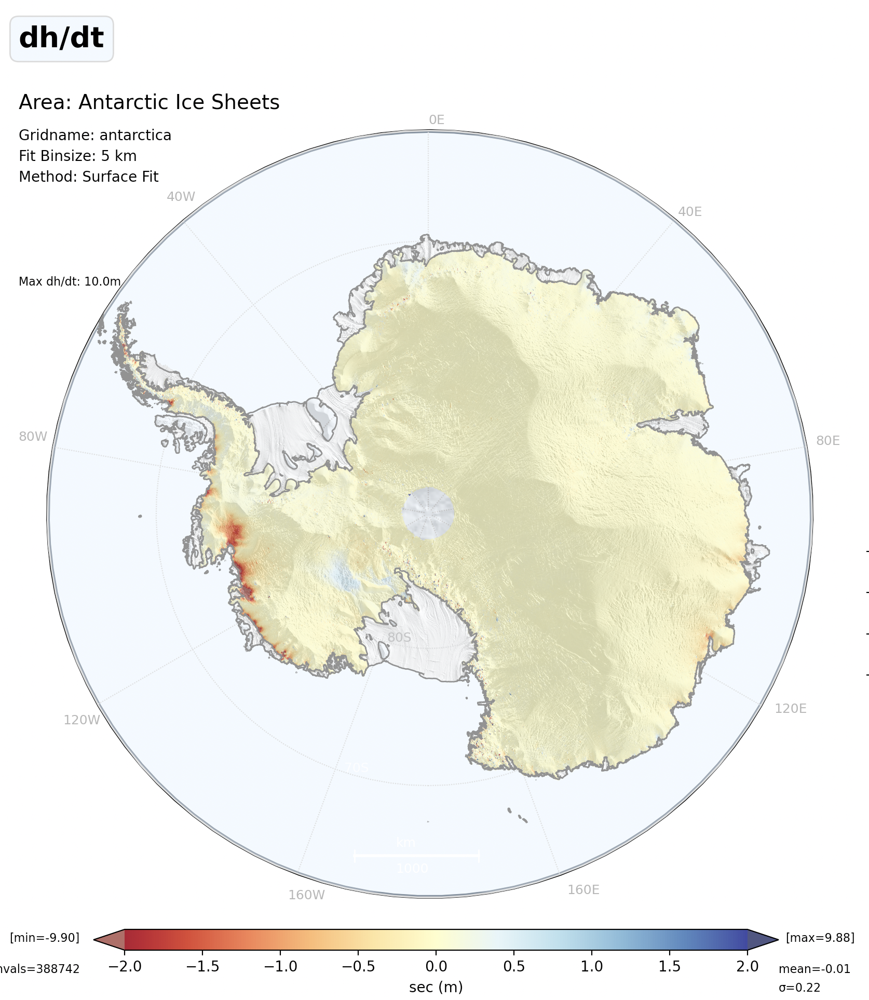 dh/dt
Area: Antarctic Ice Sheets
Gridname: antarctica
Fit Binsize: 5 km
Method: Surface Fit
Max dh/dt: 10.0m
0E
40W
40E
80W
80E
80S
120W
120E
70S
km
1000
160W
160E
[min=-9.90]
[max=9.88]
nvals=388742
−2.0 −1.5 −1.0 −0.5 0.0 0.5 1.0 1.5 2.0
mean=-0.01
sec (m)
σ=0.22